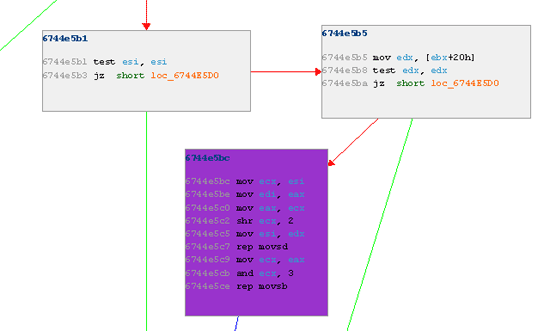 6744e5b1
6744e5b1 test esi, esi
6744e5b3 jz short loc_6744E5D0
6744e5b5
6744e5b5 mov edx, [ebx+20h]
6744e5b8 test edx, edx
6744e5ba jz short loc_6744E5D0
6744e5bc
6744e5bc mov ecx, esi
6744e5be mov edi, eax
6744e5c0 mov eax, ecx
6744e5c2 shr ecx, 2
6744e5c5 mov esi, edx
6744e5c7 rep movsd
6744e5c9 mov ecx, eax
6744e5cb and ecx, 3
6744e5ce rep movsb